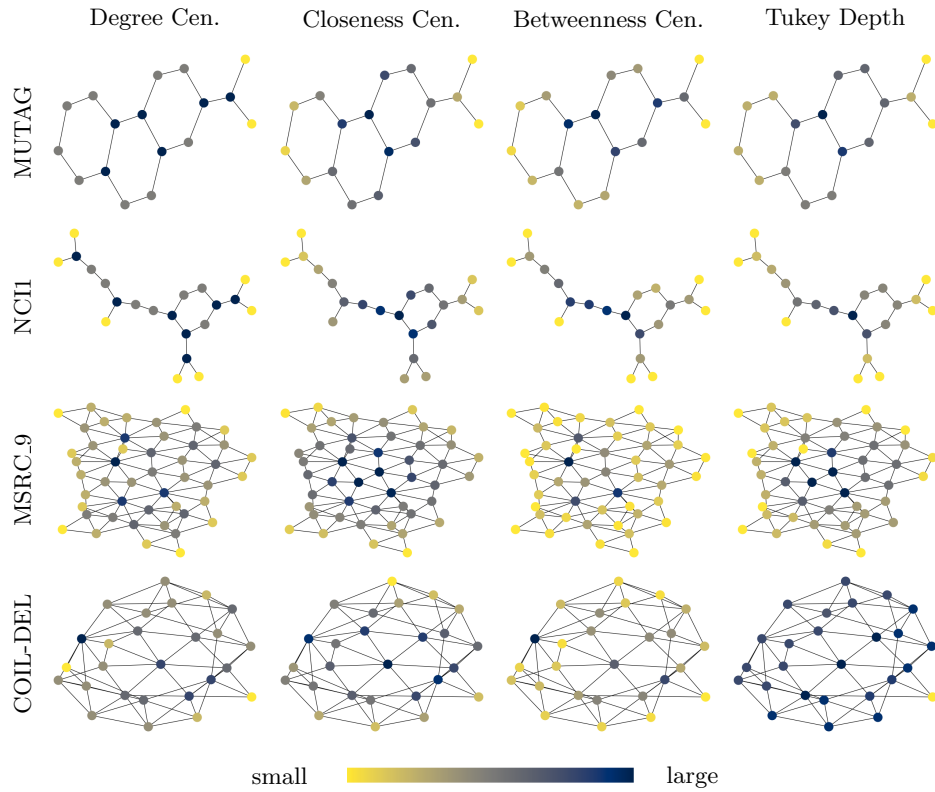 Degree Cen. Closeness Cen. Betweenness Cen. Tukey Depth
MUTAG
NCI1
MSRC_9
COIL-DEL
small large